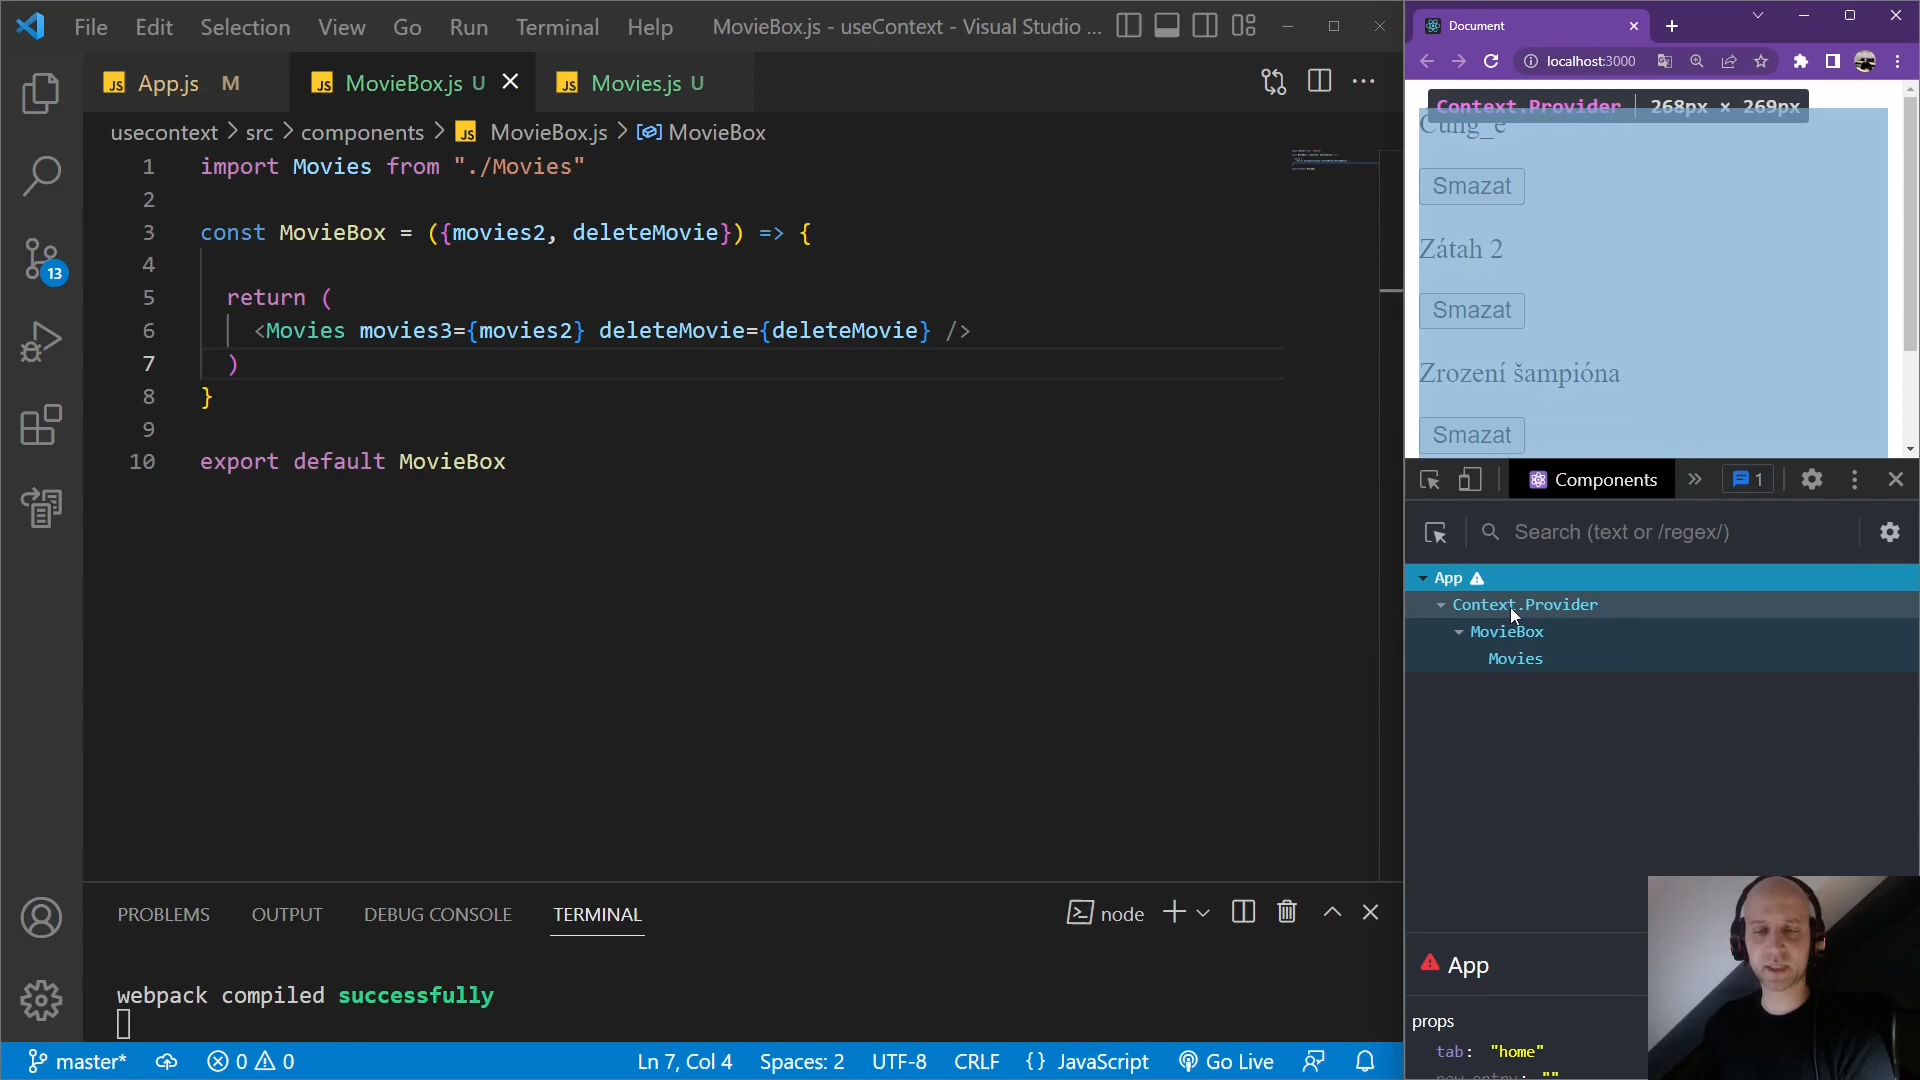 File Edit Selection View Go Run Terminal Help MovieBox.js - useContext - Visual Studio ...
JS App.js M JS MovieBox.js U JS Movies.js U
usecontext > src > components > JS MovieBox.js > MovieBox
1 import Movies from "./Movies"
2
3 const MovieBox = ({movies2, deleteMovie}) => {
4
5 return (
6 <Movies movies3={movies2} deleteMovie={deleteMovie} />
7 )
8 }
9
10 export default MovieBox
13
PROBLEMS OUTPUT DEBUG CONSOLE TERMINAL node
webpack compiled successfully
master* 0 0 Ln 7, Col 4 Spaces: 2 UTF-8 CRLF {} JavaScript Go Live
Document
localhost:3000
Context.Provider | 268px × 269px
Smazat
Zátah 2
Smazat
Zrození šampióna
Smazat
Components » 1
Search (text or /regex/)
App
Context.Provider
MovieBox
Movies
App
props
tab: "home"